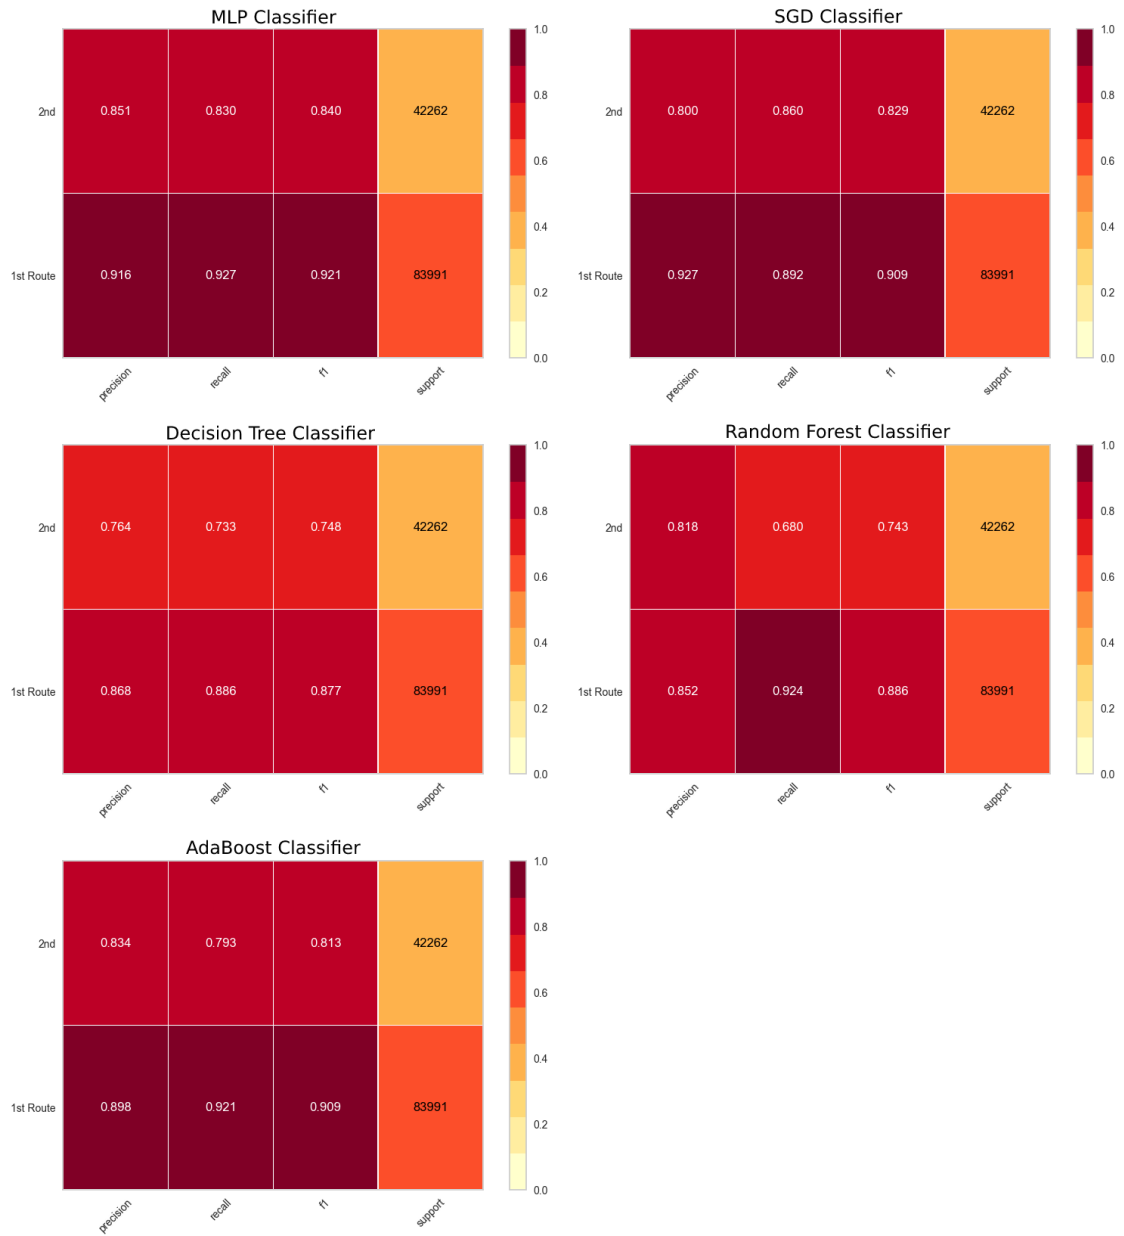 MLP Classifier
2nd 0.851 0.830 0.840 42262
1st Route 0.916 0.927 0.921 83991
precision recall f1 support
1.0
0.8
0.6
0.4
0.2
0.0
SGD Classifier
2nd 0.800 0.860 0.829 42262
1st Route 0.927 0.892 0.909 83991
precision recall f1 support
1.0
0.8
0.6
0.4
0.2
0.0
Decision Tree Classifier
2nd 0.764 0.733 0.748 42262
1st Route 0.868 0.886 0.877 83991
precision recall f1 support
1.0
0.8
0.6
0.4
0.2
0.0
Random Forest Classifier
2nd 0.818 0.680 0.743 42262
1st Route 0.852 0.924 0.886 83991
precision recall f1 support
1.0
0.8
0.6
0.4
0.2
0.0
AdaBoost Classifier
2nd 0.834 0.793 0.813 42262
1st Route 0.898 0.921 0.909 83991
precision recall f1 support
1.0
0.8
0.6
0.4
0.2
0.0